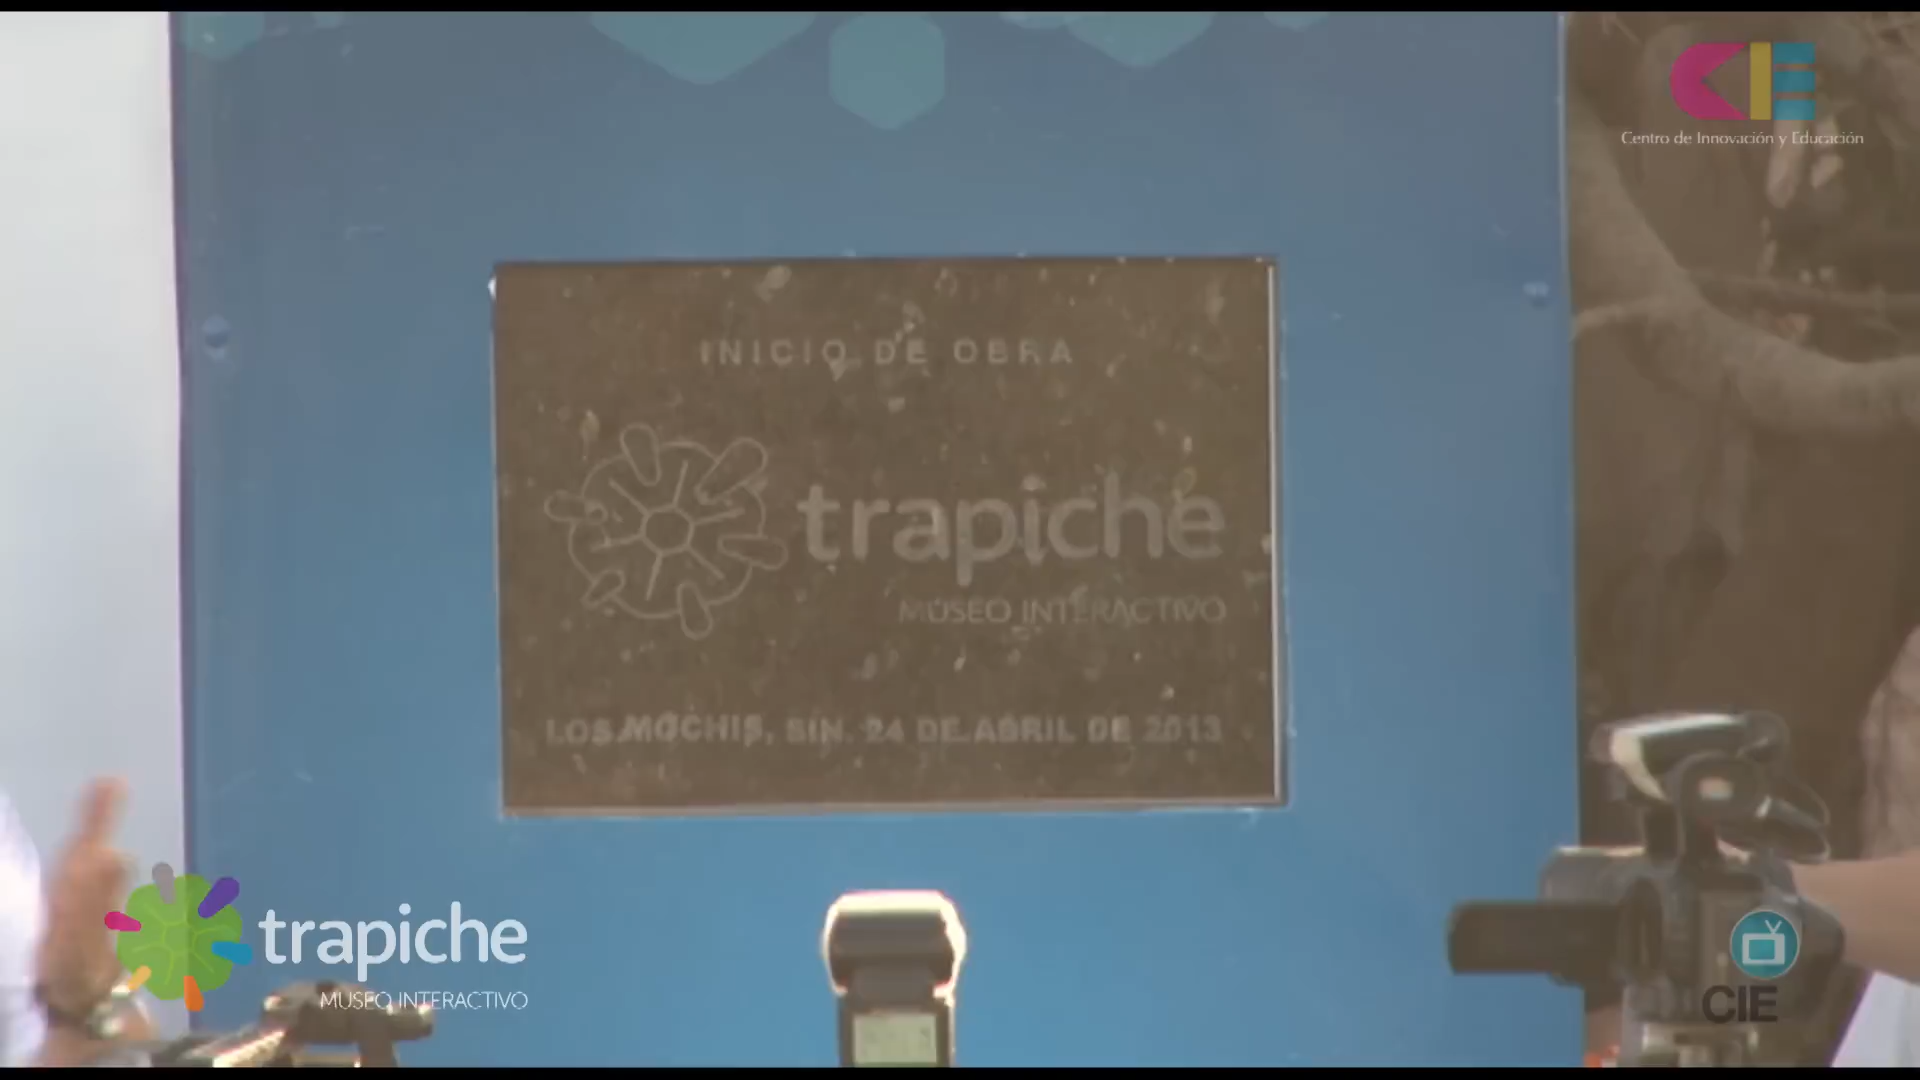 CIE
Centro de Innovación y Educación
INICIO DE OBRA
trapiche
MUSEO INTERACTIVO
LOS MOCHIS, SIN. 24 DE ABRIL DE 2013
trapiche
MUSEO INTERACTIVO
CIE